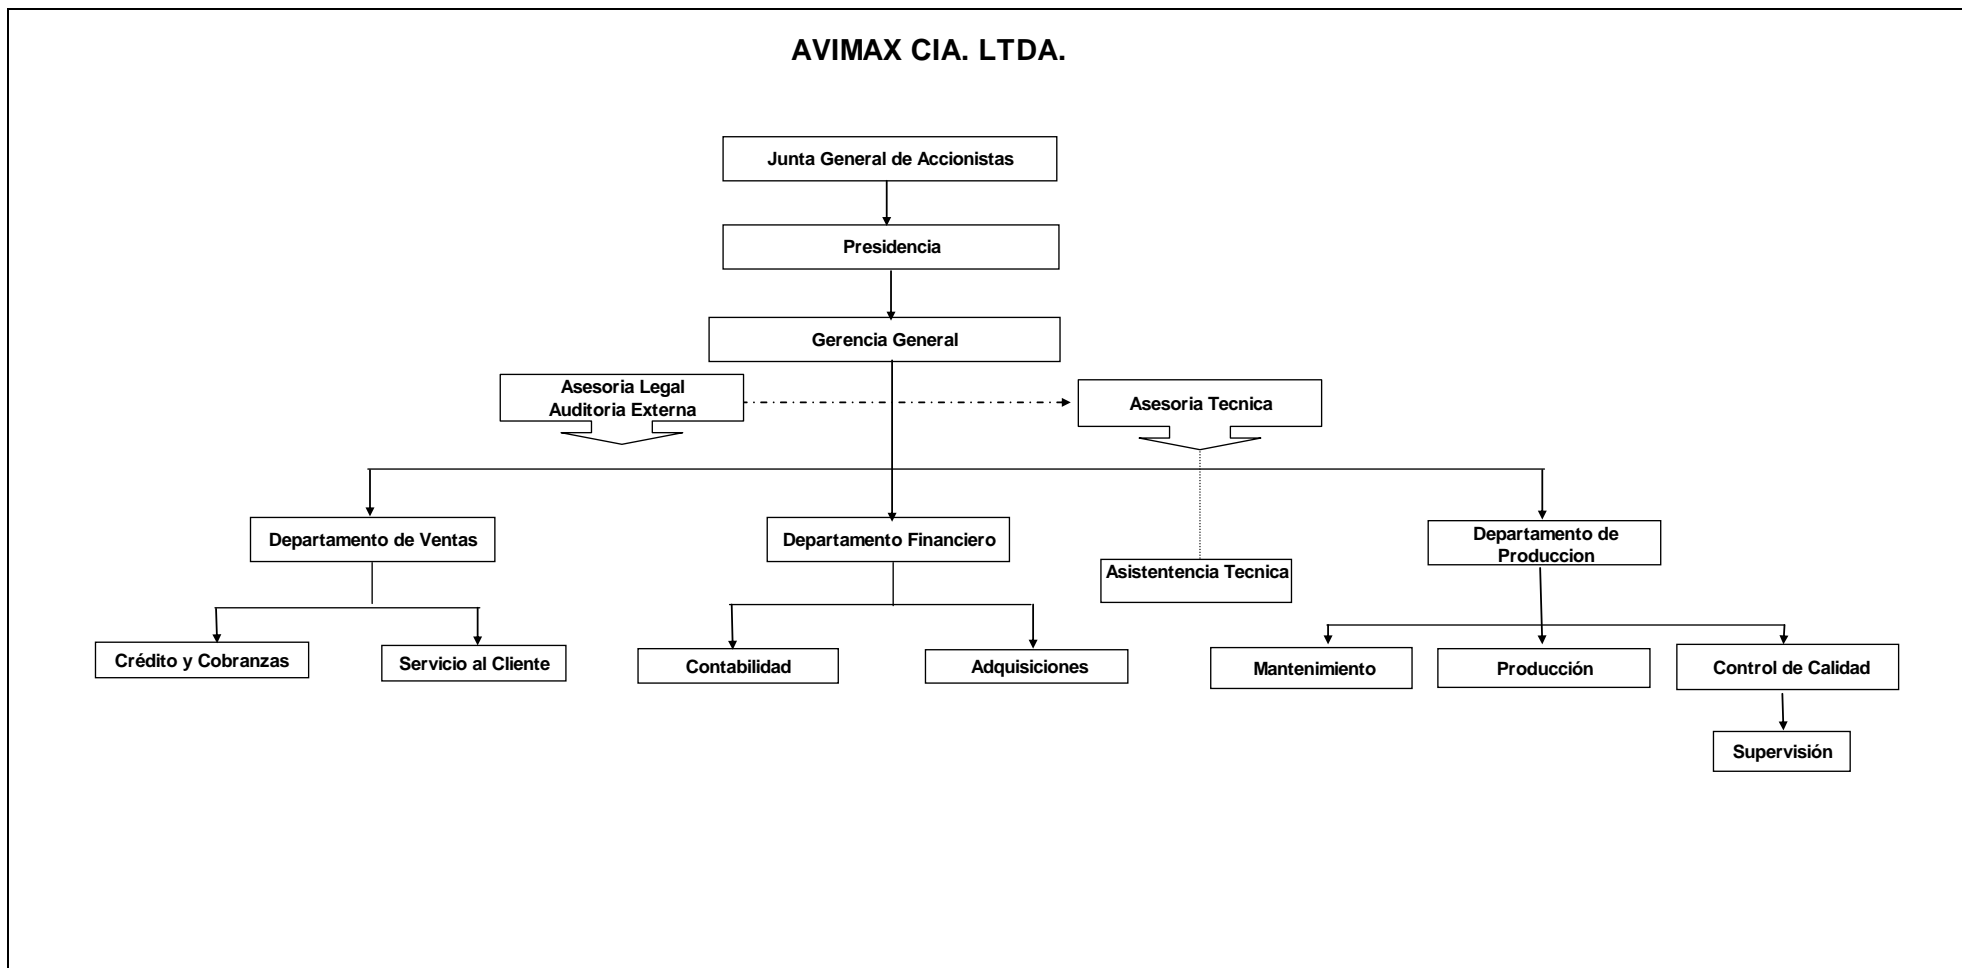 AVIMAX CIA. LTDA.
Junta General de Accionistas
Presidencia
Gerencia General
Asesoria Legal
Auditoria Externa
Asesoria Tecnica
Departamento de Ventas
Departamento Financiero
Departamento de
Produccion
Asistentencia Tecnica
Crédito y Cobranzas
Servicio al Cliente
Contabilidad
Adquisiciones
Mantenimiento
Producción
Control de Calidad
Supervisión